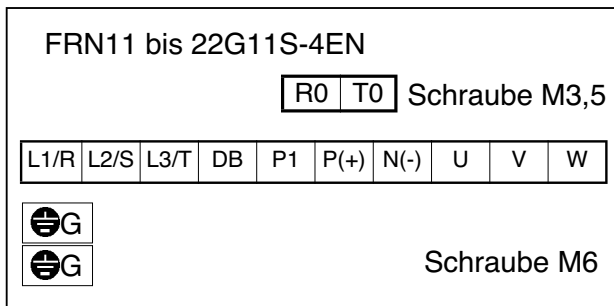 FRN11 bis 22G11S-4EN
R0 T0 Schraube M3,5
L1/R L2/S L3/T DB P1 P(+) N(-) U V W
G
G Schraube M6